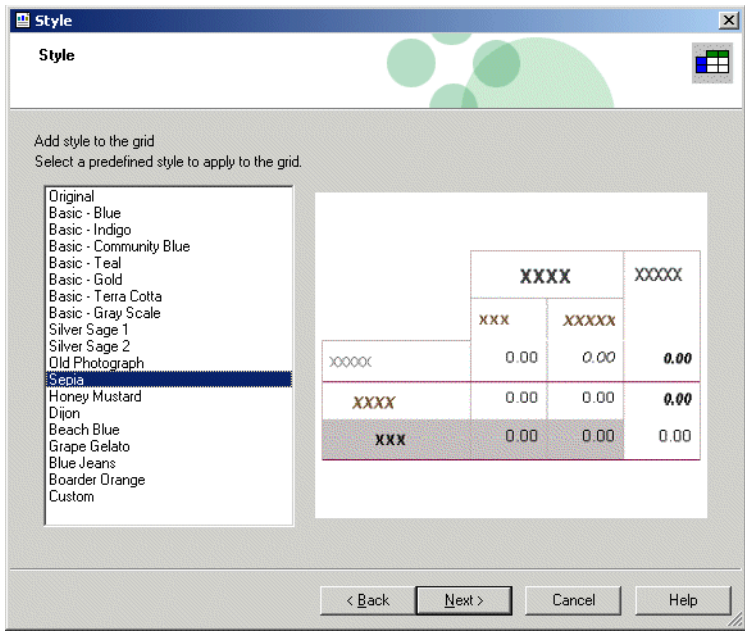 Style
Style
Add style to the grid
Select a predefined style to apply to the grid.
Original
Basic - Blue
Basic - Indigo
Basic - Community Blue
Basic - Teal
Basic - Gold
Basic - Terra Cotta
Basic - Gray Scale
Silver Sage 1
Silver Sage 2
Old Photograph
Sepia
Honey Mustard
Dijon
Beach Blue
Grape Gelato
Blue Jeans
Boarder Orange
Custom
XXXX XXXXX
XXX XXXXX
XXXXX 0.00 0.00 0.00
XXXX 0.00 0.00 0.00
XXX 0.00 0.00 0.00
< Back Next > Cancel Help